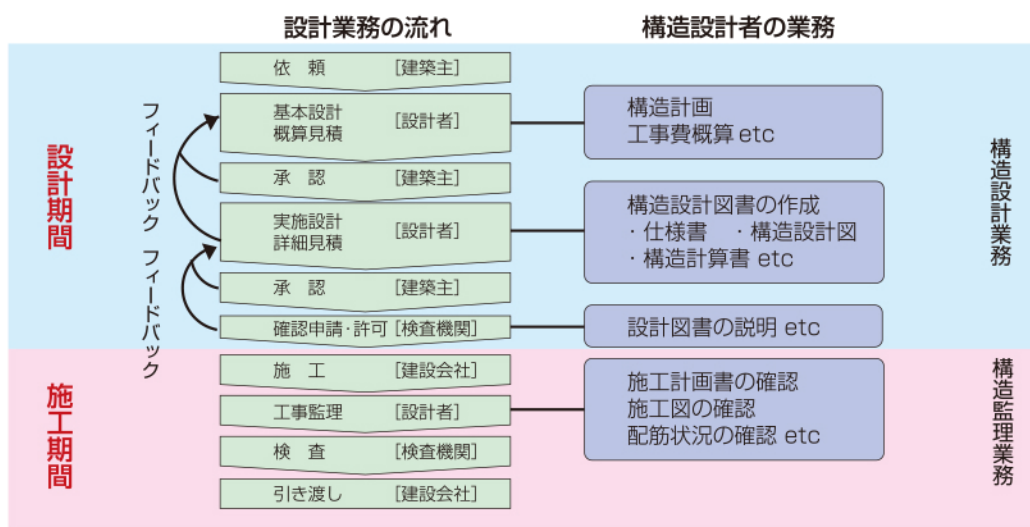 設計業務の流れ
構造設計者の業務
設計期間
フィードバック
フィードバック
依 頼 [建築主]
基本設計
概算見積 [設計者]
承 認 [建築主]
実施設計
詳細見積 [設計者]
承 認 [建築主]
確認申請・許可 [検査機関]
構造計画
工事費概算 etc
構造設計図書の作成
・仕様書 ・構造設計図
・構造計算書 etc
設計図書の説明 etc
構造設計業務
施工期間
施 工 [建設会社]
工事監理 [設計者]
検 査 [検査機関]
引き渡し [建設会社]
施工計画書の確認
施工図の確認
配筋状況の確認 etc
構造監理業務